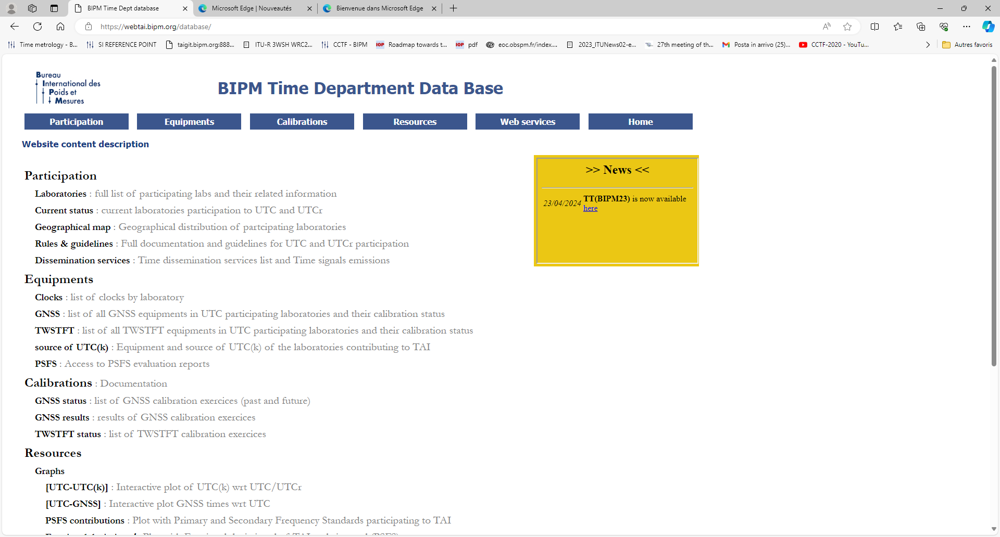 BIPM Time Dept database
Microsoft Edge | Nouveautés
Bienvenue dans Microsoft Edge
https://webtai.bipm.org/database/
Time metrology - B...
SI REFERENCE POINT
taigit.bipm.org:888...
ITU-R 3WSH WRC2...
CCTF - BIPM
IOP Roadmap towards t...
IOP pdf
eoc.obspm.fr/index....
2023_ITUNews02-e...
27th meeting of th...
Posta in arrivo (25)...
CCTF-2020 - YouTu...
Autres favoris
Bureau
International des
Poids et
Mesures
BIPM Time Department Data Base
Participation
Equipments
Calibrations
Resources
Web services
Home
Website content description
>> News <<
23/04/2024 TT(BIPM23) is now available
here
Participation
Laboratories : full list of participating labs and their related information
Current status : current laboratories participation to UTC and UTCr
Geographical map : Geographical distribution of partcipating laboratories
Rules & guidelines : Full documentation and guidelines for UTC and UTCr participation
Dissemination services : Time dissemination services list and Time signals emissions
Equipments
Clocks : list of clocks by laboratory
GNSS : list of all GNSS equipments in UTC participating laboratories and their calibration status
TWSTFT : list of all TWSTFT equipments in UTC participating laboratories and their calibration status
source of UTC(k) : Equipment and source of UTC(k) of the laboratories contributing to TAI
PSFS : Access to PSFS evaluation reports
Calibrations : Documentation
GNSS status : list of GNSS calibration exercices (past and future)
GNSS results : results of GNSS calibration exercices
TWSTFT status : list of TWSTFT calibration exercices
Resources
Graphs
[UTC-UTC(k)] : Interactive plot of UTC(k) wrt UTC/UTCr
[UTC-GNSS] : Interactive plot GNSS times wrt UTC
PSFS contributions : Plot with Primary and Secondary Frequency Standards participating to TAI